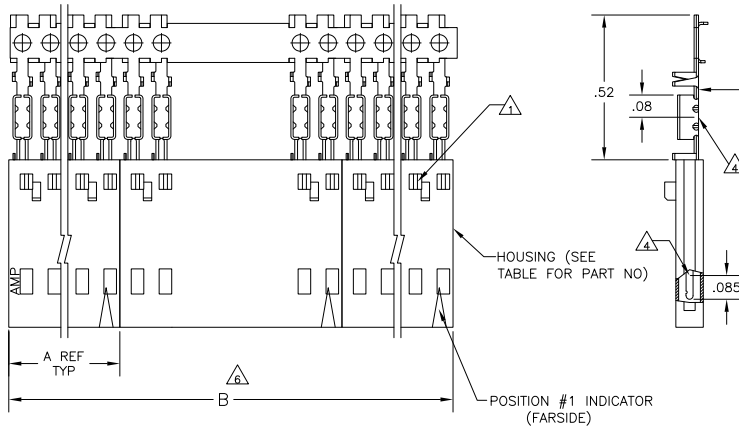 1
.52
.08
4
HOUSING (SEE
TABLE FOR PART NO)
4
.085
AMP
A REF
TYP
6
B
POSITION #1 INDICATOR
(FARSIDE)